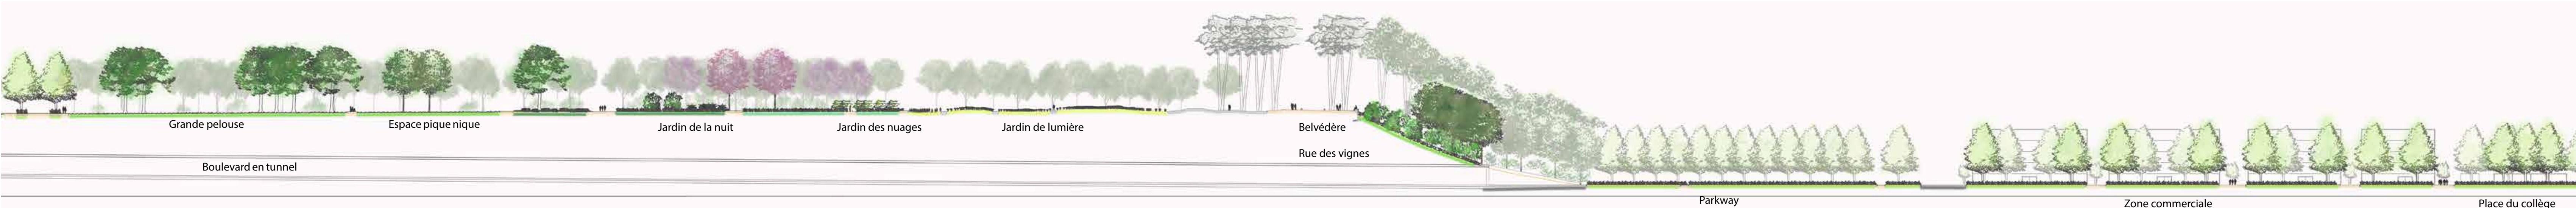 Grande pelouse
Espace pique nique
Jardin de la nuit
Jardin des nuages
Jardin de lumière
Belvédère
Rue des vignes
Boulevard en tunnel
Parkway
Zone commerciale
Place du collège